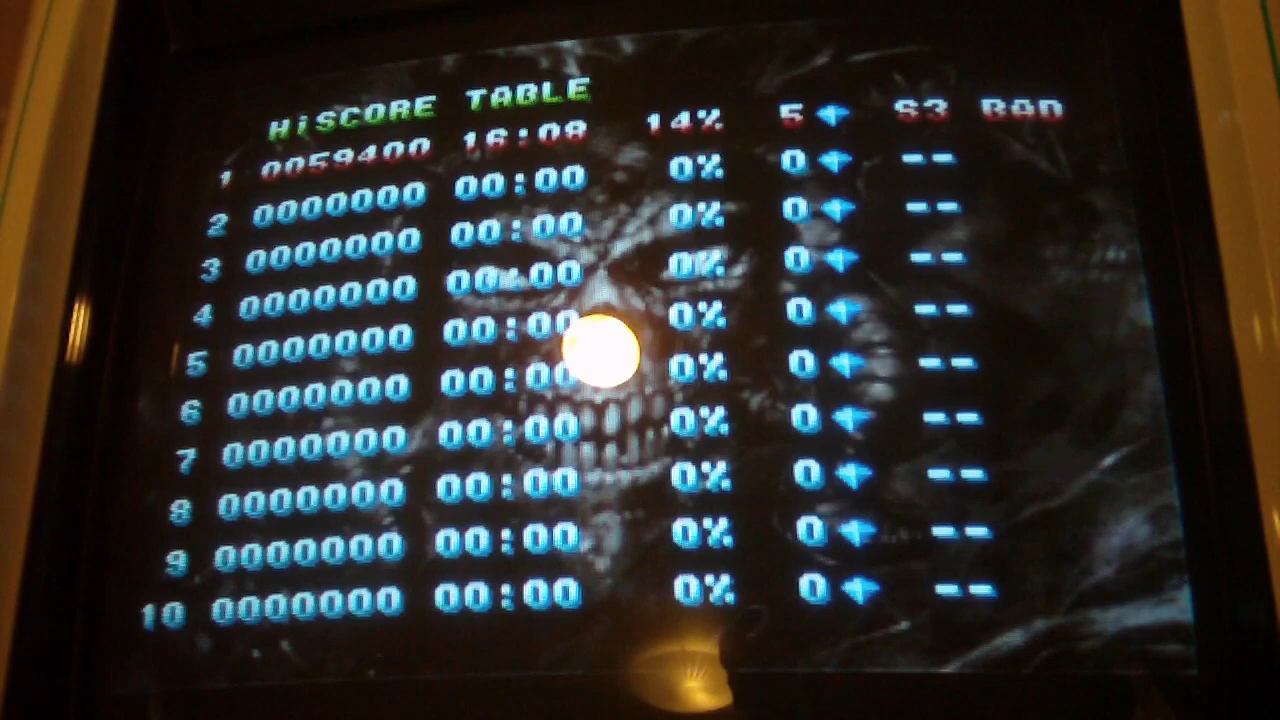 HiSCORE TABLE
1 0059400 16:08 14% 5 S3 BAD
2 0000000 00:00 0% 0 --
3 0000000 00:00 0% 0 --
4 0000000 00:00 0% 0 --
5 0000000 00:00 0% 0 --
6 0000000 00:00 0% 0 --
7 0000000 00:00 0% 0 --
8 0000000 00:00 0% 0 --
9 0000000 00:00 0% 0 --
10 0000000 00:00 0% 0 --